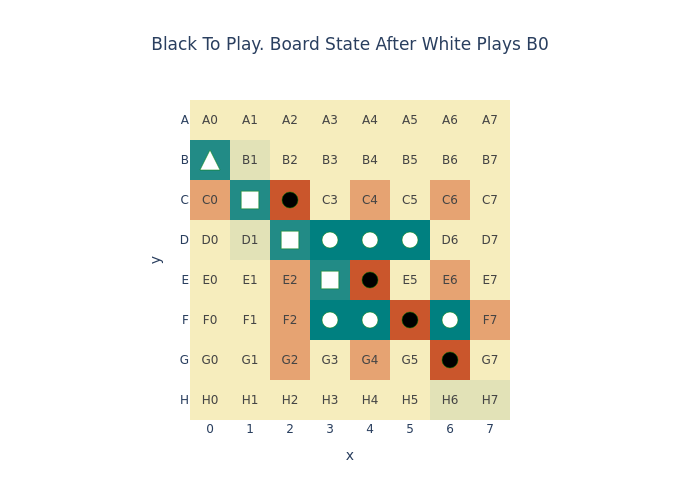 Black To Play. Board State After White Plays B0
A A0 A1 A2 A3 A4 A5 A6 A7
B B1 B2 B3 B4 B5 B6 B7
C C0 C3 C4 C5 C6 C7
D D0 D1 D6 D7
y
E E0 E1 E2 E5 E6 E7
F F0 F1 F2 F7
G G0 G1 G2 G3 G4 G5 G7
H H0 H1 H2 H3 H4 H5 H6 H7
0 1 2 3 4 5 6 7
x